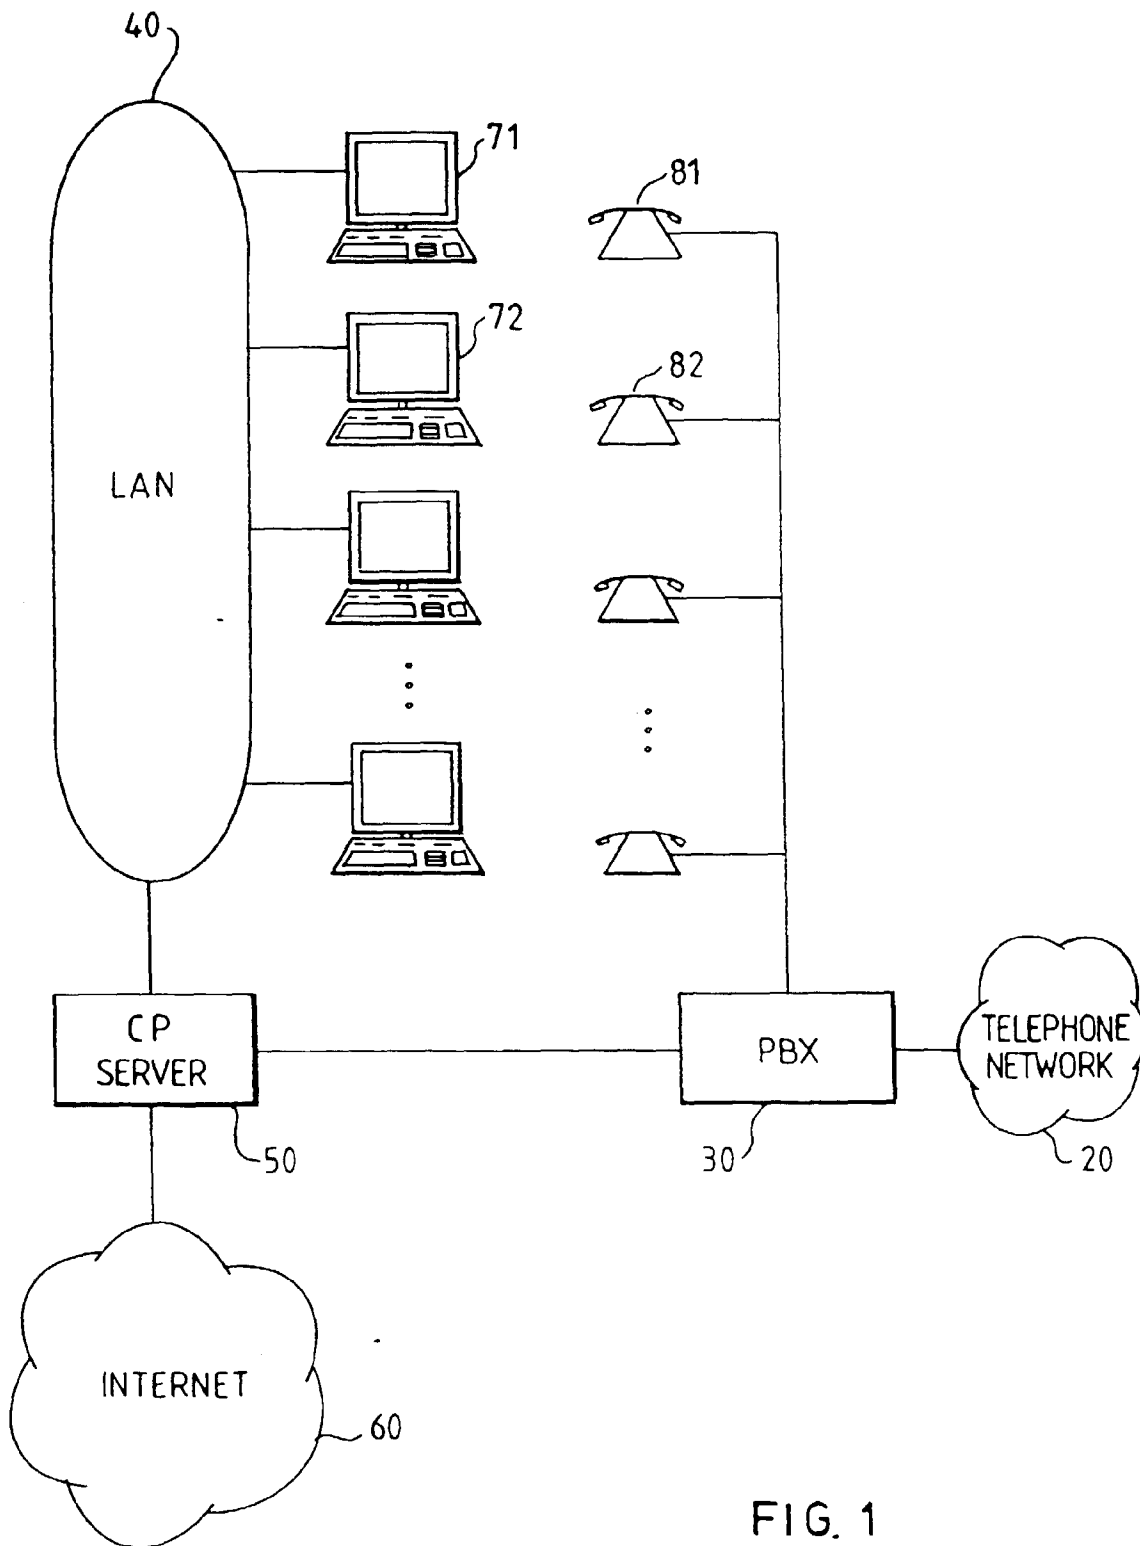 40
71
81
72
82
LAN
CP
SERVER
PBX
TELEPHONE
NETWORK
50
30
20
INTERNET
60
FIG. 1